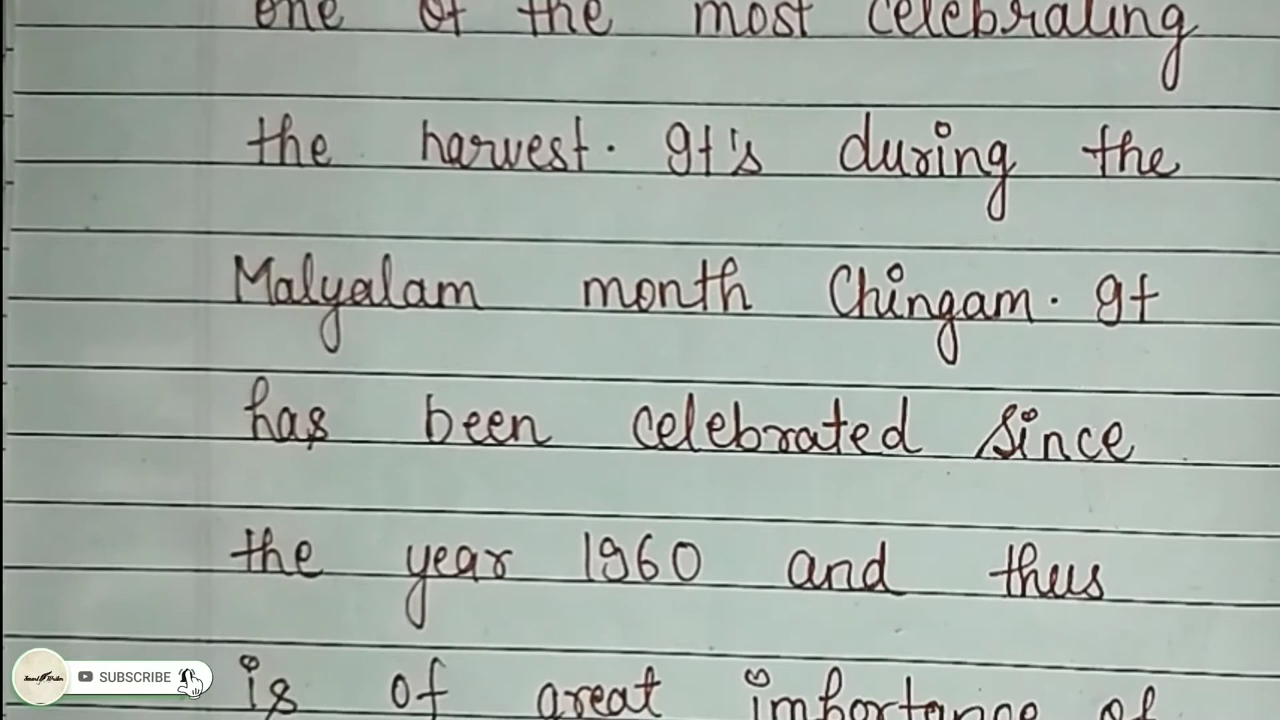 one of the most celebrating
the harvest. It's during the
Malyalam month Chingam. It
has been celebrated since
the year 1960 and thus
is of great importance of
SUBSCRIBE